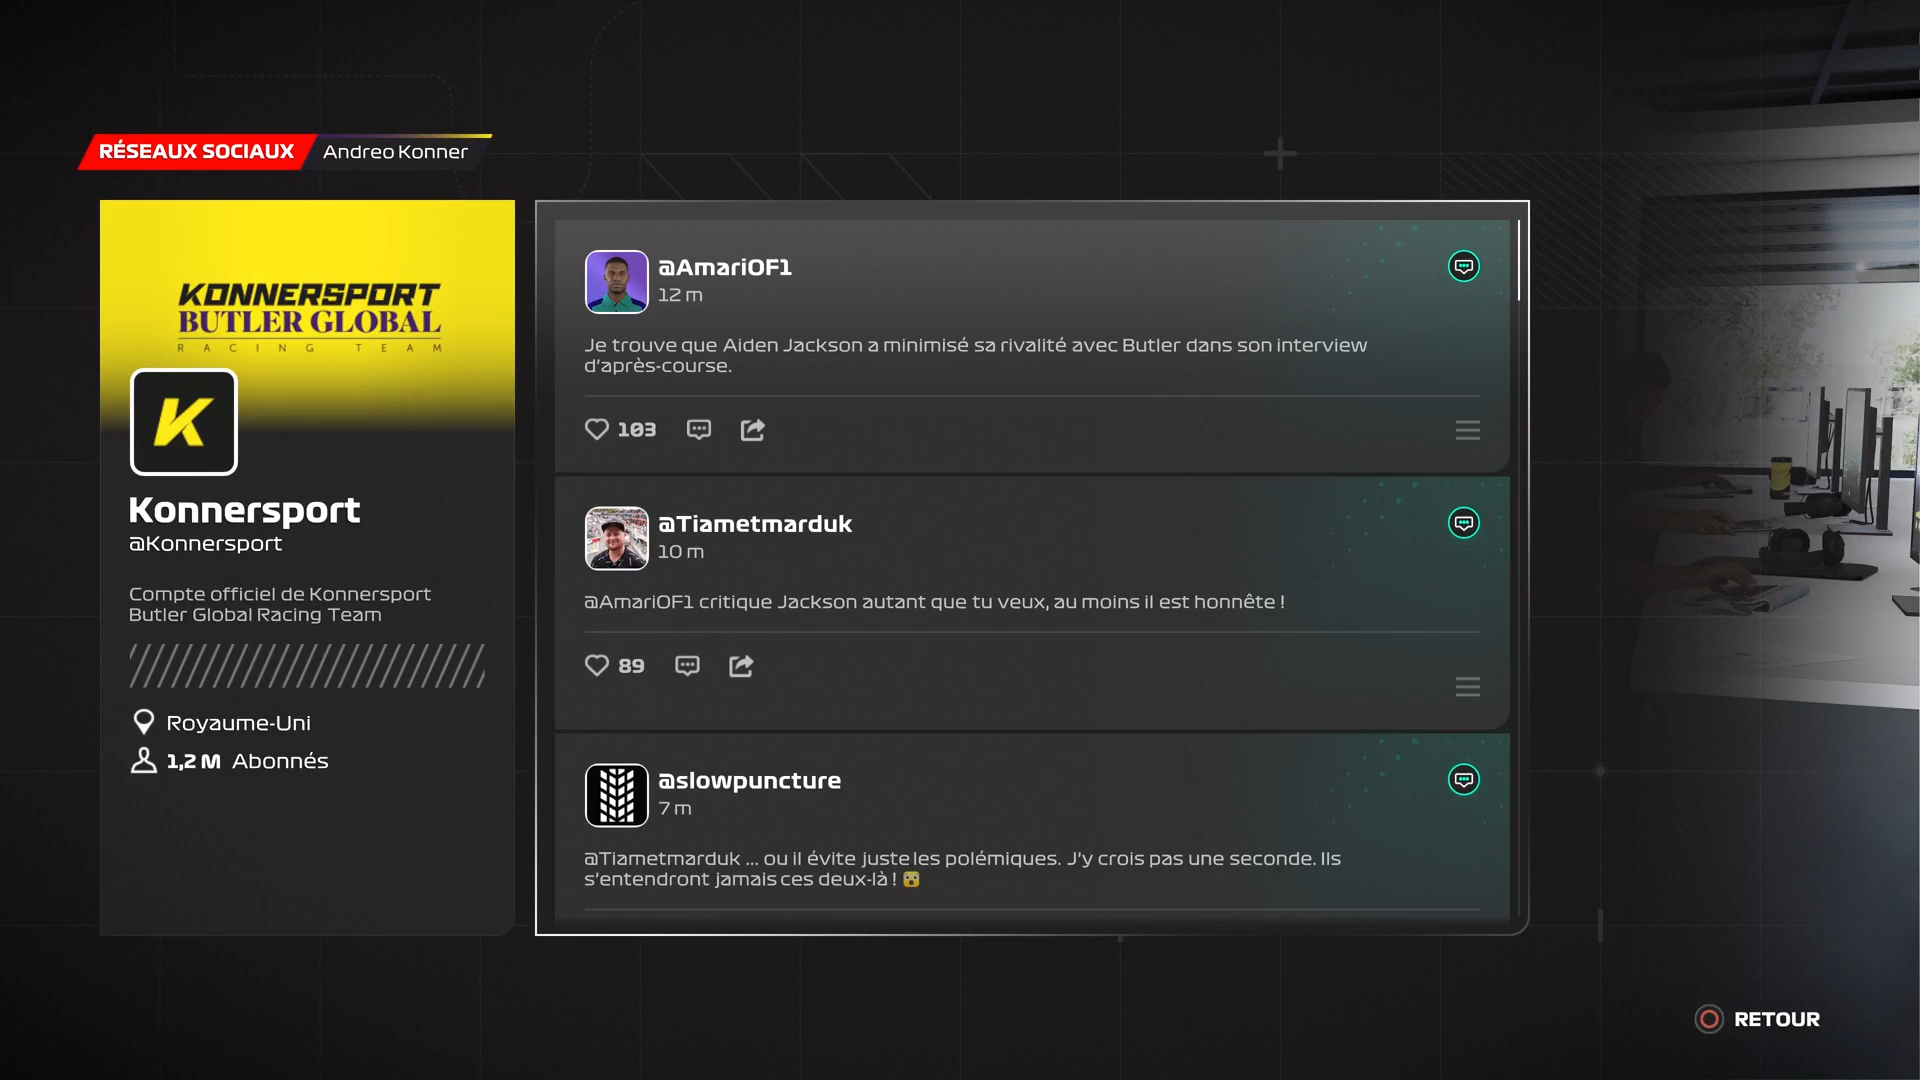 RÉSEAUX SOCIAUX Andreo Konner
KONNERSPORT
BUTLER GLOBAL
RACING TEAM
K
Konnersport
@Konnersport
Compte officiel de Konnersport
Butler Global Racing Team
Royaume-Uni
1,2 M Abonnés
@AmariOF1
12 m
Je trouve que Aiden Jackson a minimisé sa rivalité avec Butler dans son interview
d'après-course.
103
@Tiametmarduk
10 m
@AmariOF1 critique Jackson autant que tu veux, au moins il est honnête !
89
@slowpuncture
7 m
@Tiametmarduk ... ou il évite juste les polémiques. J'y crois pas une seconde. Ils
s'entendront jamais ces deux-là ! 😨
RETOUR